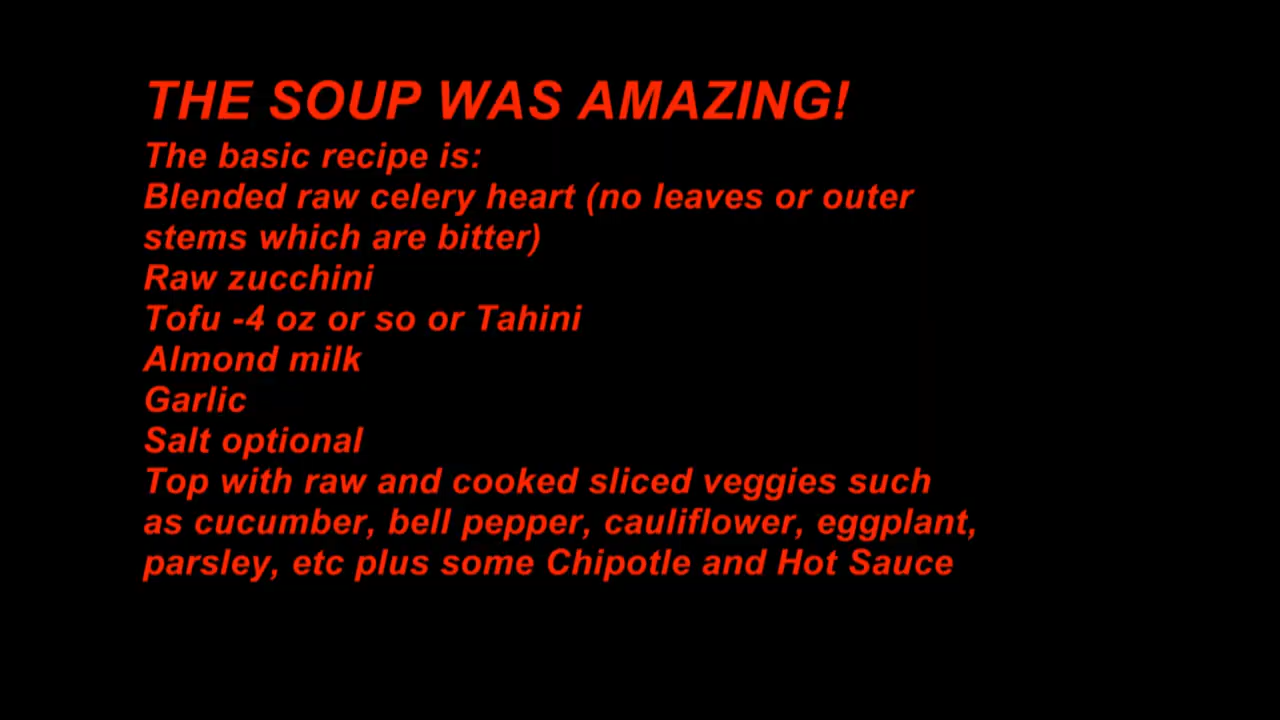 THE SOUP WAS AMAZING!
The basic recipe is:
Blended raw celery heart (no leaves or outer
stems which are bitter)
Raw zucchini
Tofu -4 oz or so or Tahini
Almond milk
Garlic
Salt optional
Top with raw and cooked sliced veggies such
as cucumber, bell pepper, cauliflower, eggplant,
parsley, etc plus some Chipotle and Hot Sauce